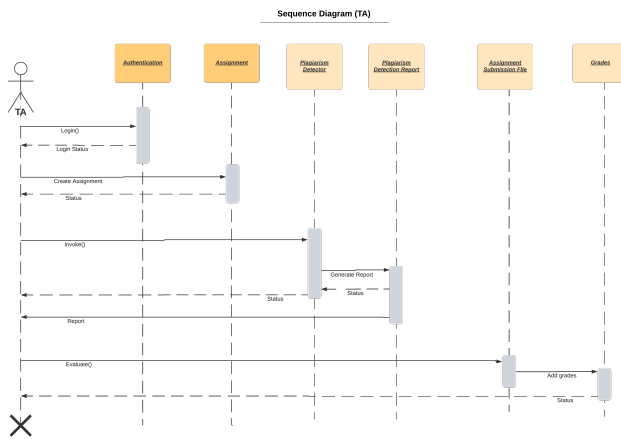 Sequence Diagram (TA)
Authentication
Assignment
Plagiarism
Detector
Plagiarism
Detection Report
Assignment
Submission File
Grades
TA
Login()
Login Status
Create Assignment
Status
Invoke()
Generate Report
Status
Status
Report
Evaluate()
Add grades
Status